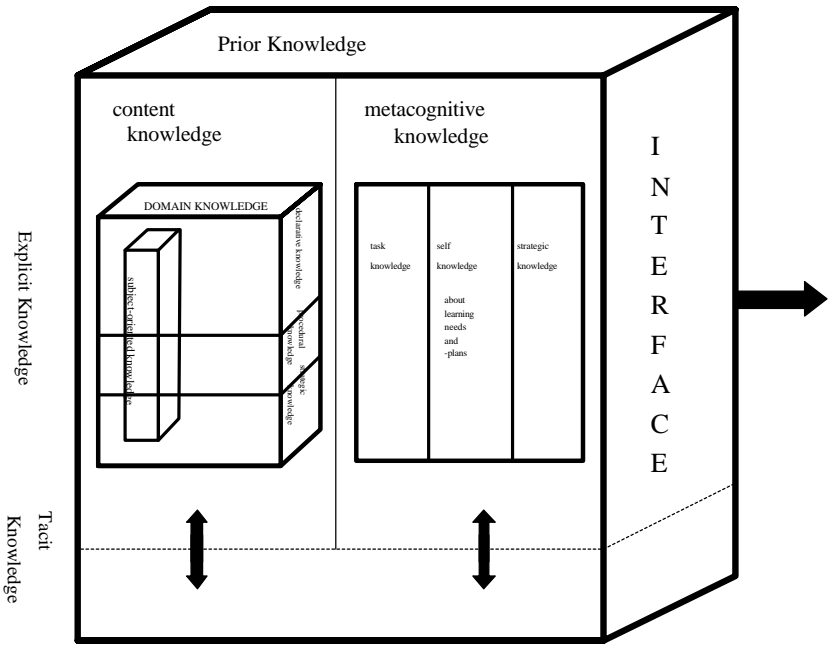 Prior Knowledge
content
knowledge
metacognitive
knowledge
DOMAIN KNOWLEDGE
declarative knowledge
procedural
knowledge
strategic
knowledge
subject-oriented knowledge
task
knowledge
self
knowledge
about
learning
needs
and
-plans
strategic
knowledge
INTERFACE
Explicit Knowledge
Tacit
Knowledge